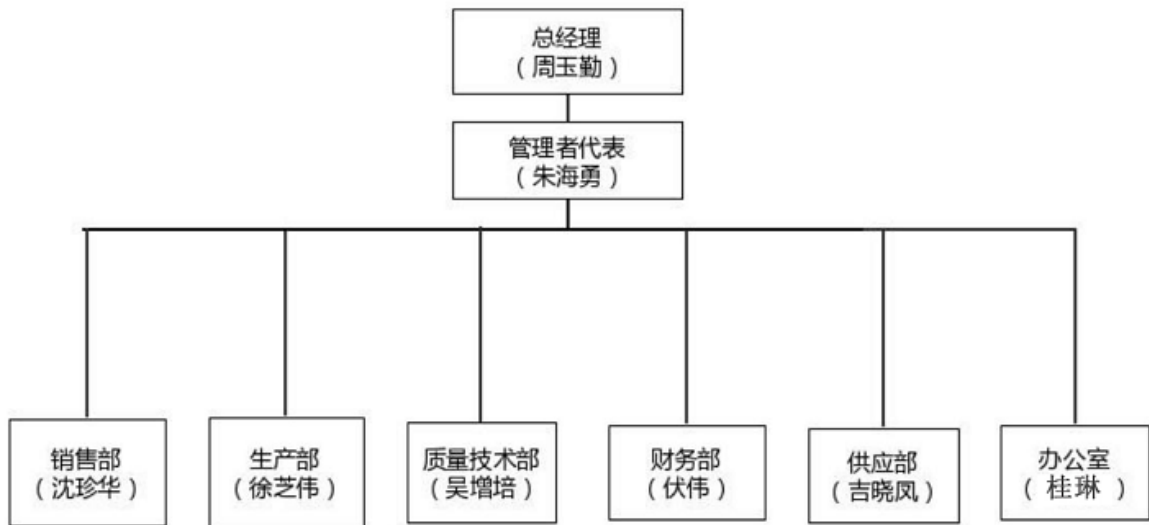 总经理
（周玉勤）
管理者代表
（朱海勇）
销售部
（沈珍华）
生产部
（徐芝伟）
质量技术部
（吴增培）
财务部
（伏伟）
供应部
（吉晓凤）
办公室
（桂琳）